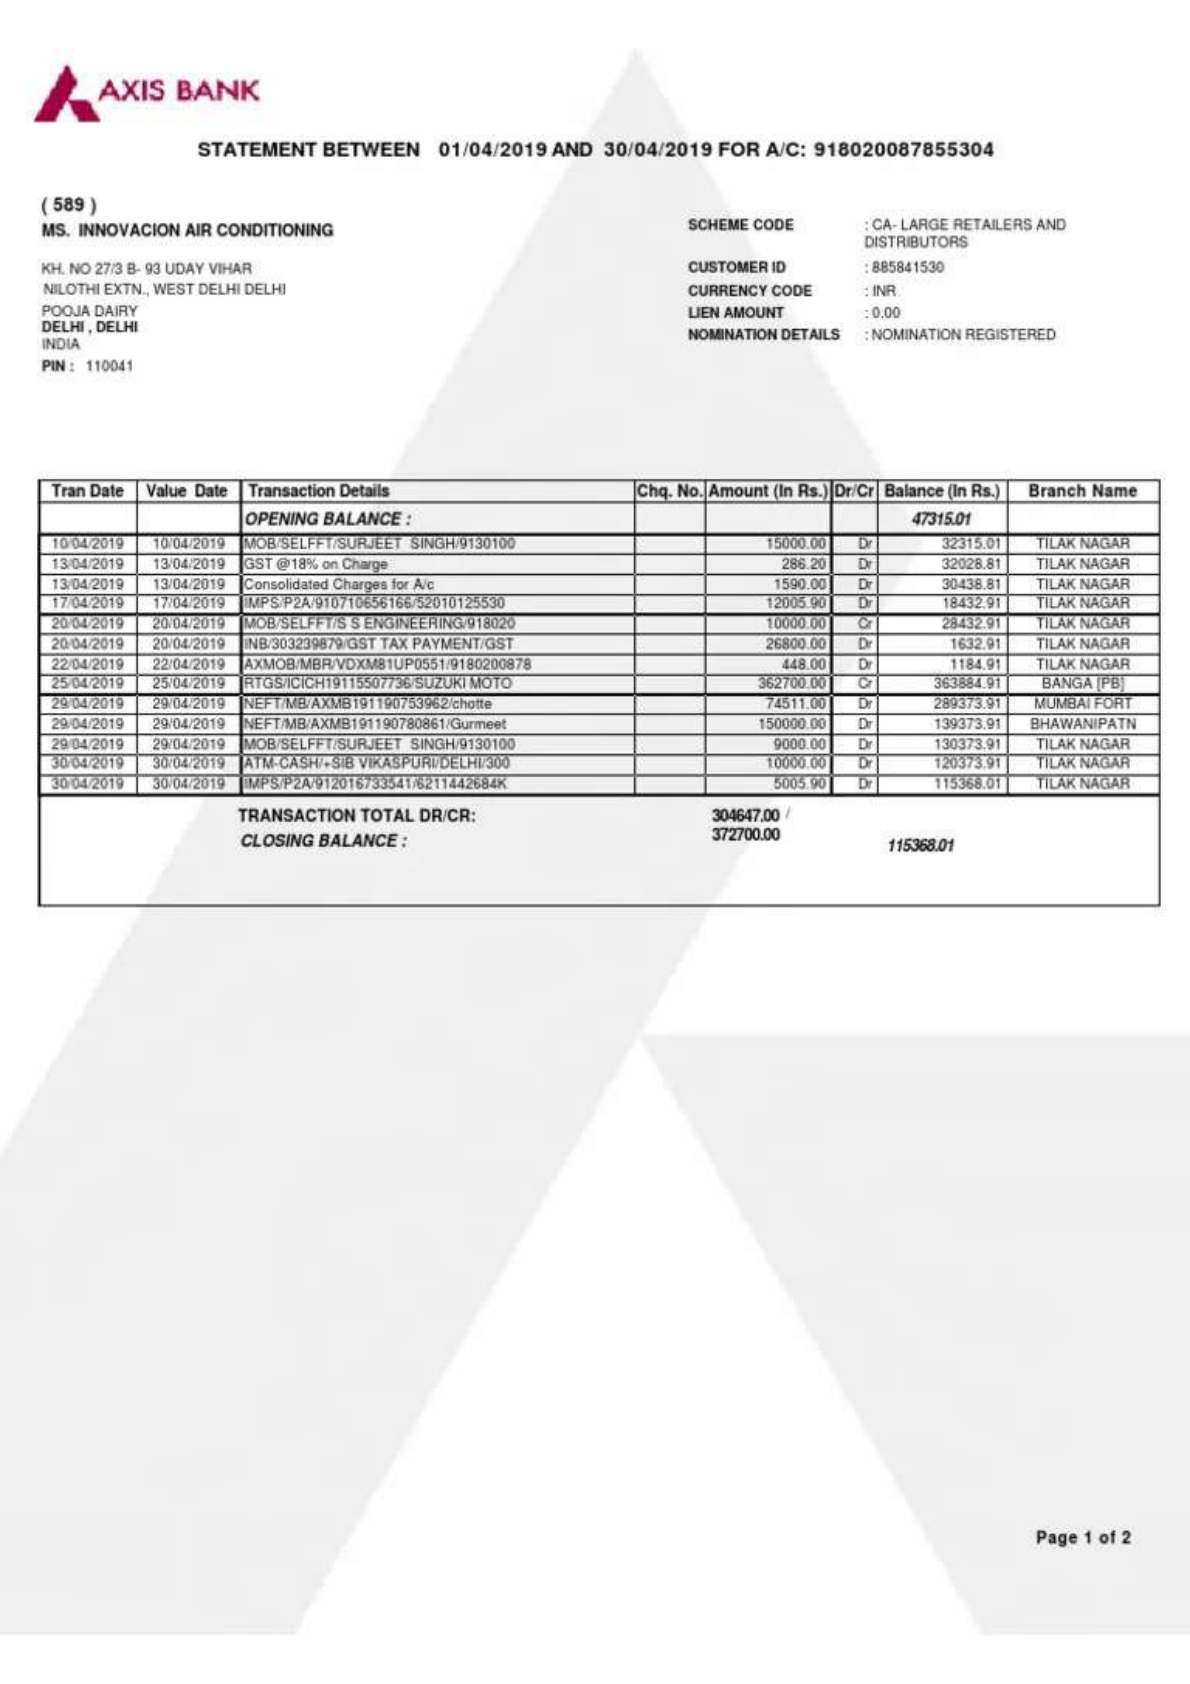 AXIS BANK
STATEMENT BETWEEN 01/04/2019 AND 30/04/2019 FOR A/C: 918020087855304
( 589 )
MS. INNOVACION AIR CONDITIONING
KH. NO 27/3 B- 93 UDAY VIHAR
NILOTHI EXTN., WEST DELHI DELHI
POOJA DAIRY
DELHI , DELHI
INDIA
PIN : 110041
SCHEME CODE : CA- LARGE RETAILERS AND
DISTRIBUTORS
CUSTOMER ID : 885841530
CURRENCY CODE : INR
LIEN AMOUNT : 0.00
NOMINATION DETAILS : NOMINATION REGISTERED
Tran Date Value Date Transaction Details Chq. No. Amount (In Rs.) Dr/Cr Balance (In Rs.) Branch Name
OPENING BALANCE : 47315.01
10/04/2019 10/04/2019 MOB/SELFFT/SURJEET SINGH/9130100 15000.00 Dr 32315.01 TILAK NAGAR
13/04/2019 13/04/2019 GST @18% on Charge 286.20 Dr 32028.81 TILAK NAGAR
13/04/2019 13/04/2019 Consolidated Charges for A/c 1590.00 Dr 30438.81 TILAK NAGAR
17/04/2019 17/04/2019 IMPS/P2A/910710656166/52010125530 12005.90 Dr 18432.91 TILAK NAGAR
20/04/2019 20/04/2019 MOB/SELFFT/S S ENGINEERING/918020 10000.00 Cr 28432.91 TILAK NAGAR
20/04/2019 20/04/2019 INB/303239879/GST TAX PAYMENT/GST 26800.00 Dr 1632.91 TILAK NAGAR
22/04/2019 22/04/2019 AXMOB/MBR/VDXM81UP0551/9180200878 448.00 Dr 1184.91 TILAK NAGAR
25/04/2019 25/04/2019 RTGS/ICICH19115507736/SUZUKI MOTO 362700.00 Cr 363884.91 BANGA [PB]
29/04/2019 29/04/2019 NEFT/MB/AXMB191190753962/chotte 74511.00 Dr 289373.91 MUMBAI FORT
29/04/2019 29/04/2019 NEFT/MB/AXMB191190780861/Gurmeet 150000.00 Dr 139373.91 BHAWANIPATN
29/04/2019 29/04/2019 MOB/SELFFT/SURJEET SINGH/9130100 9000.00 Dr 130373.91 TILAK NAGAR
30/04/2019 30/04/2019 ATM-CASH/+SIB VIKASPURI/DELHI/300 10000.00 Dr 120373.91 TILAK NAGAR
30/04/2019 30/04/2019 IMPS/P2A/912016733541/6211442684K 5005.90 Dr 115368.01 TILAK NAGAR
TRANSACTION TOTAL DR/CR: 304647.00 /
372700.00
CLOSING BALANCE : 115368.01
Page 1 of 2